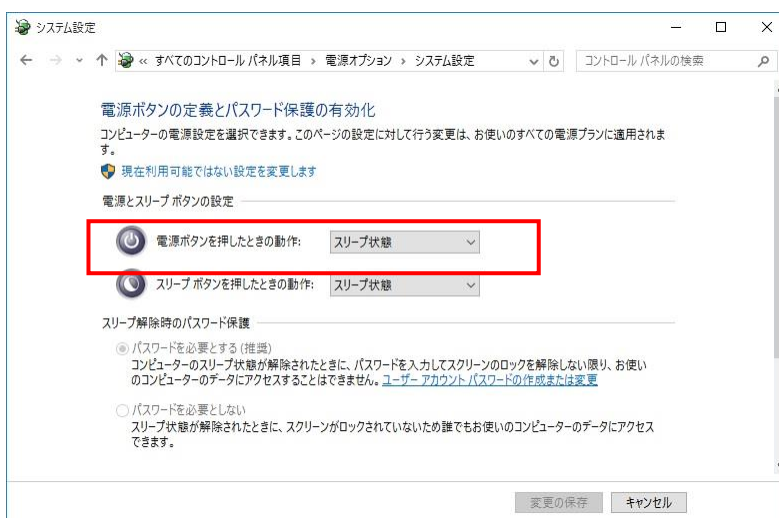 システム設定
« すべてのコントロール パネル項目 › 電源オプション › システム設定
コントロール パネルの検索
電源ボタンの定義とパスワード保護の有効化
コンピューターの電源設定を選択できます。このページの設定に対して行う変更は、お使いのすべての電源プランに適用されま
す。
現在利用可能ではない設定を変更します
電源とスリープ ボタンの設定
電源ボタンを押したときの動作: スリープ状態
スリープ ボタンを押したときの動作: スリープ状態
スリープ解除時のパスワード保護
パスワードを必要とする (推奨)
コンピューターのスリープ状態が解除されたときに、パスワードを入力してスクリーンのロックを解除しない限り、お使い
のコンピューターのデータにアクセスすることはできません。ユーザー アカウント パスワードの作成または変更
パスワードを必要としない
スリープ状態が解除されたときに、スクリーンがロックされていないため誰でもお使いのコンピューターのデータにアクセス
できます。
変更の保存 キャンセル